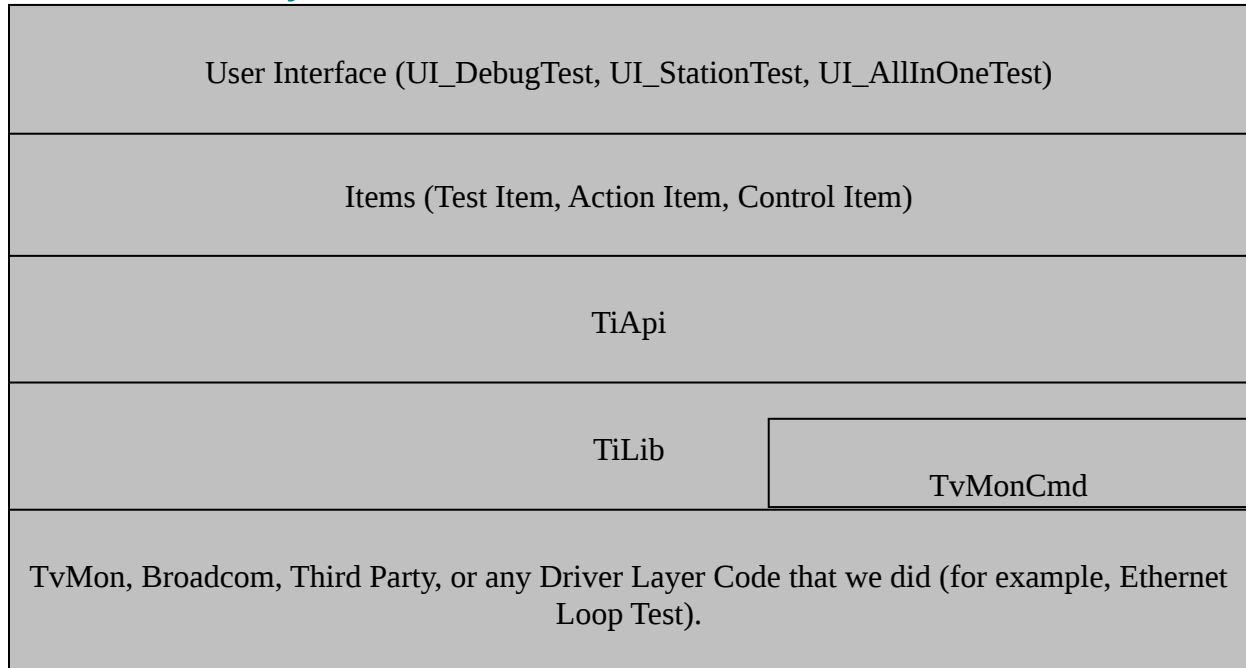 User Interface (UI_DebugTest, UI_StationTest, UI_AllInOneTest)
Items (Test Item, Action Item, Control Item)
TiApi
TiLib
TvMonCmd
TvMon, Broadcom, Third Party, or any Driver Layer Code that we did (for example, Ethernet
Loop Test).